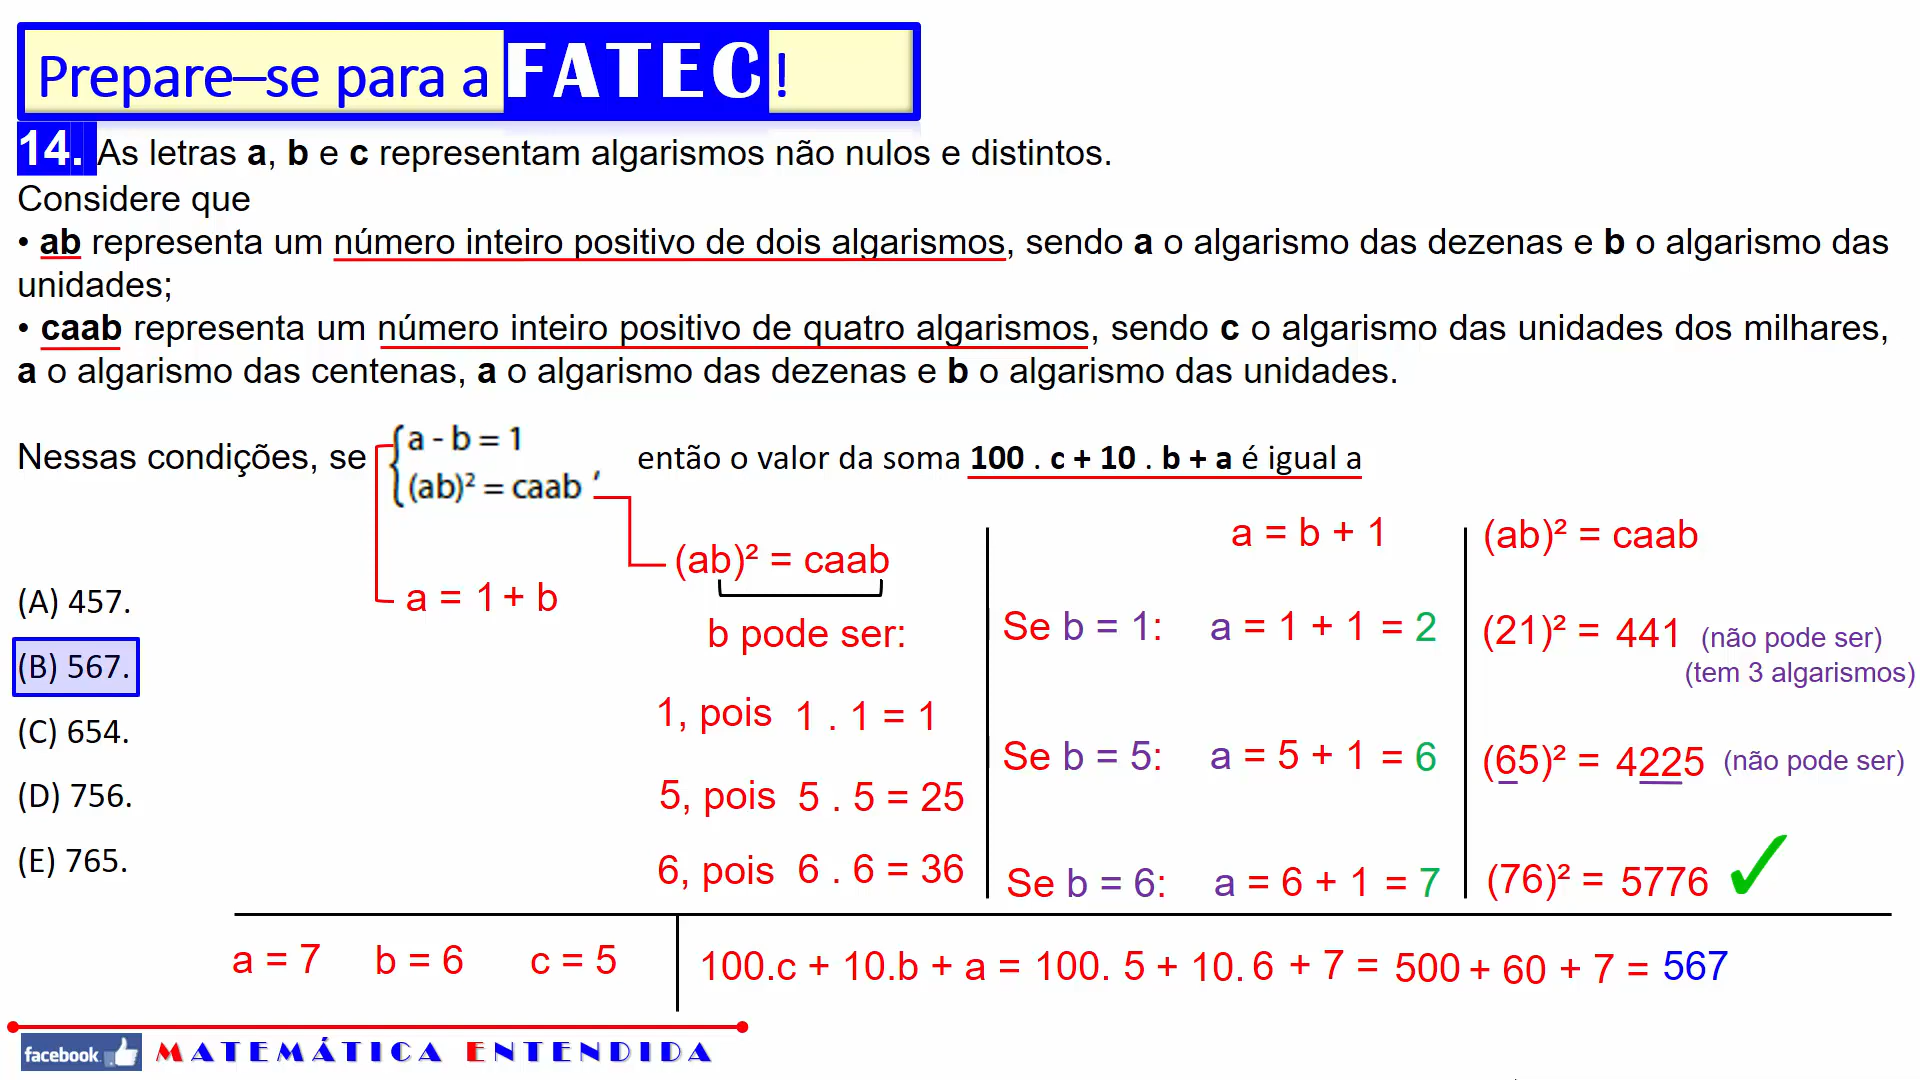 Prepare–se para a FATEC!
14. As letras a, b e c representam algarismos não nulos e distintos.
Considere que
• ab representa um número inteiro positivo de dois algarismos, sendo a o algarismo das dezenas e b o algarismo das
unidades;
• caab representa um número inteiro positivo de quatro algarismos, sendo c o algarismo das unidades dos milhares,
a o algarismo das centenas, a o algarismo das dezenas e b o algarismo das unidades.
Nessas condições, se { a - b = 1
(ab)² = caab , então o valor da soma 100 . c + 10 . b + a é igual a
(A) 457.
(B) 567.
(C) 654.
(D) 756.
(E) 765.
a = 1 + b
(ab)² = caab
b pode ser:
1, pois 1 . 1 = 1
5, pois 5 . 5 = 25
6, pois 6 . 6 = 36
a = b + 1
Se b = 1: a = 1 + 1 = 2
Se b = 5: a = 5 + 1 = 6
Se b = 6: a = 6 + 1 = 7
(ab)² = caab
(21)² = 441 (não pode ser)
(tem 3 algarismos)
(65)² = 4225 (não pode ser)
(76)² = 5776 ✓
a = 7 b = 6 c = 5
100.c + 10.b + a = 100. 5 + 10. 6 + 7 = 500 + 60 + 7 = 567
facebook MATEMÁTICA ENTENDIDA